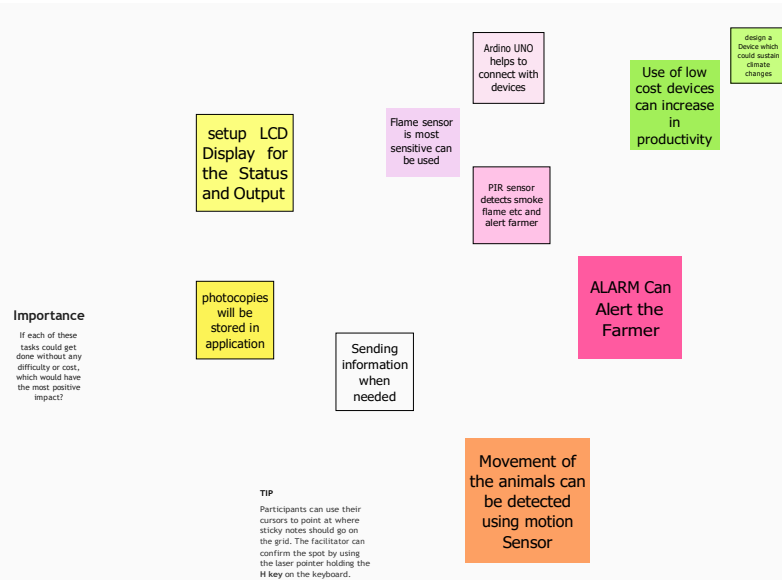 design a
Device which
could sustain
climate
changes
Ardino UNO
helps to
connect with
devices
Use of low
cost devices
can increase
in
productivity
Flame sensor
is most
sensitive can
be used
setup LCD
Display for
the Status
and Output
PIR sensor
detects smoke
flame etc and
alert farmer
ALARM Can
Alert the
Farmer
photocopies
will be
stored in
application
Importance
If each of these
tasks could get
done without any
difficulty or cost,
which would have
the most positive
impact?
Sending
information
when
needed
Movement of
the animals can
be detected
using motion
Sensor
TIP
Participants can use their
cursors to point at where
sticky notes should go on
the grid. The facilitator can
confirm the spot by using
the laser pointer holding the
H key on the keyboard.